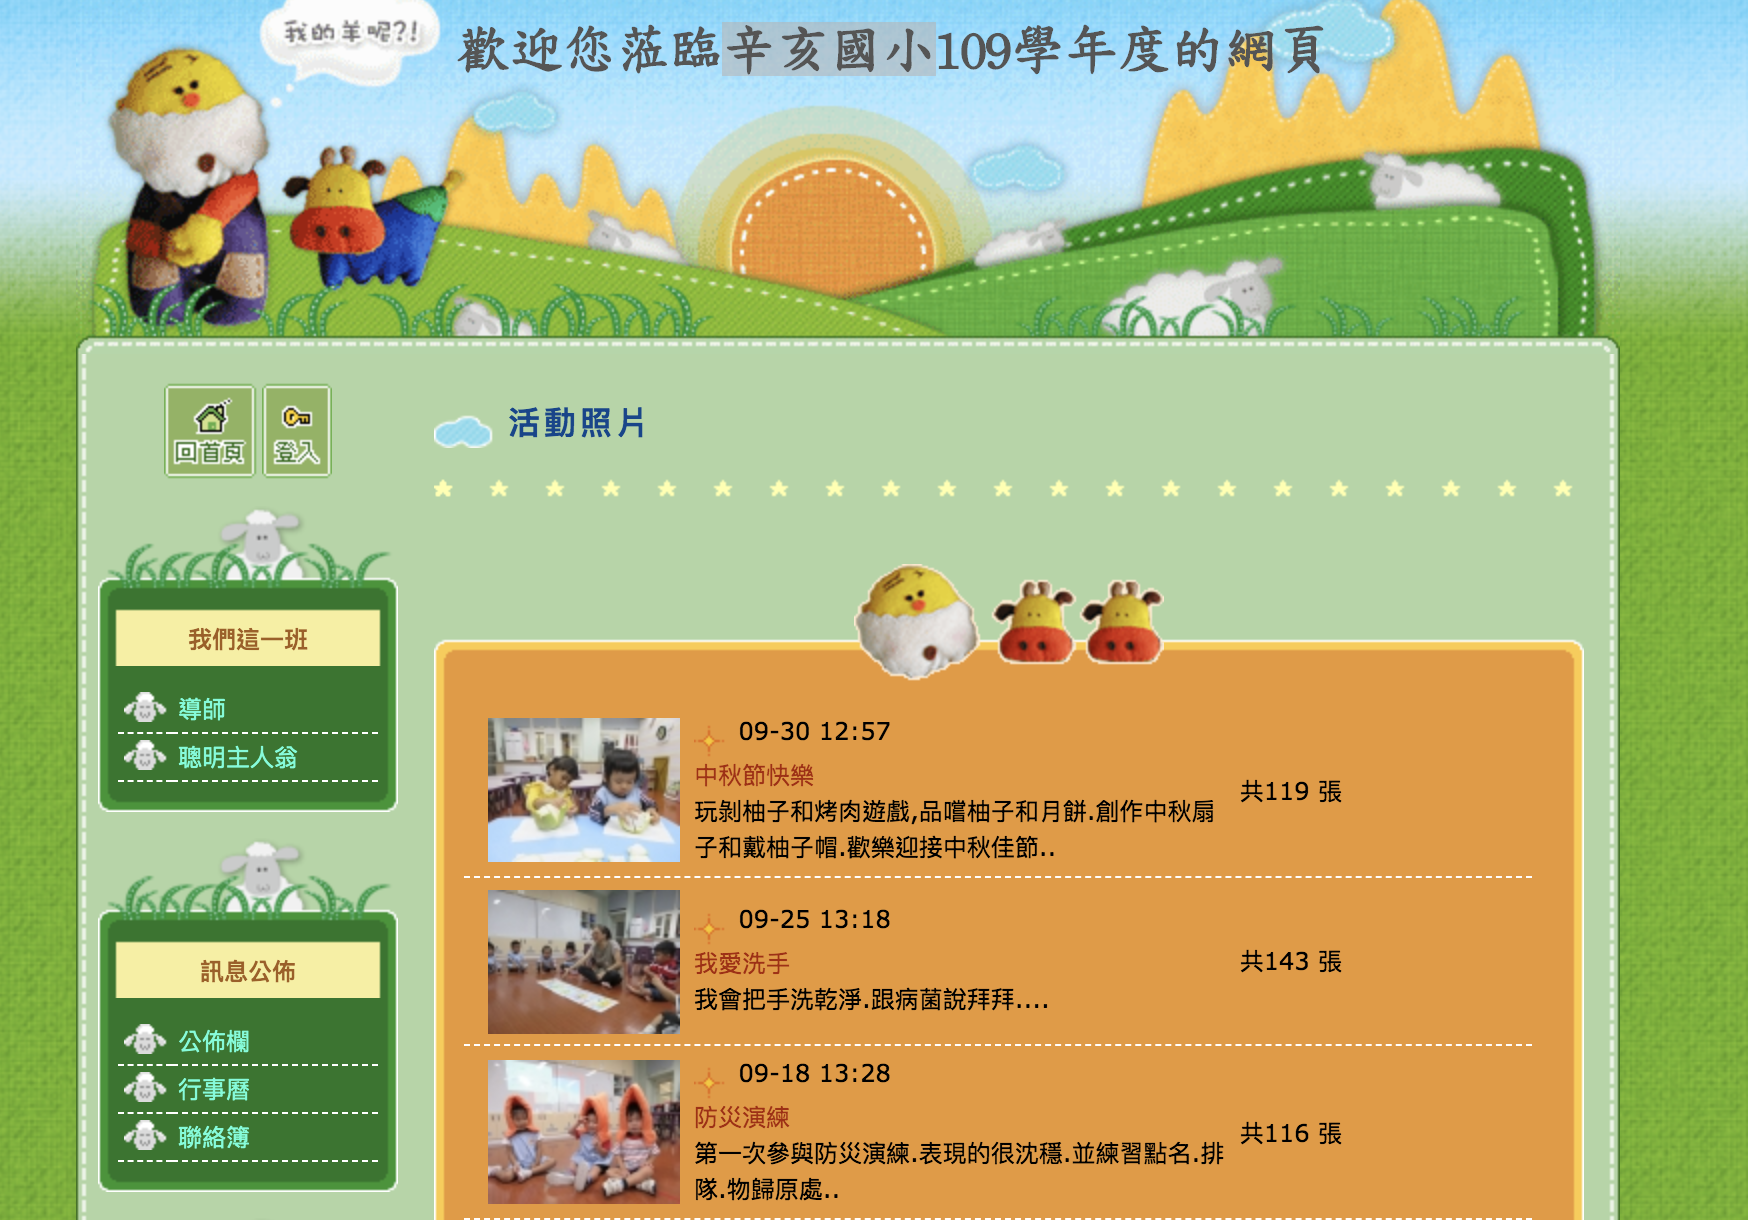 我的羊呢?!
歡迎您蒞臨辛亥國小109學年度的網頁
回首頁
登入
活動照片
我們這一班
導師
聰明主人翁
訊息公佈
公佈欄
行事曆
聯絡簿
09-30 12:57
中秋節快樂
玩剝柚子和烤肉遊戲,品嚐柚子和月餅.創作中秋扇
子和戴柚子帽.歡樂迎接中秋佳節..
共119 張
09-25 13:18
我愛洗手
我會把手洗乾淨.跟病菌說拜拜....
共143 張
09-18 13:28
防災演練
第一次參與防災演練.表現的很沈穩.並練習點名.排
隊.物歸原處..
共116 張